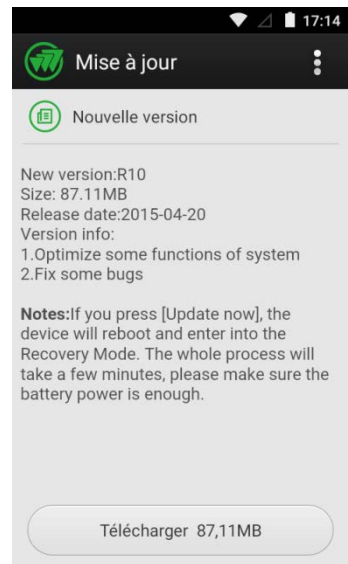 17:14
Mise à jour
Nouvelle version
New version:R10
Size: 87.11MB
Release date:2015-04-20
Version info:
1.Optimize some functions of system
2.Fix some bugs
Notes:If you press [Update now], the
device will reboot and enter into the
Recovery Mode. The whole process will
take a few minutes, please make sure the
battery power is enough.
Télécharger 87,11MB